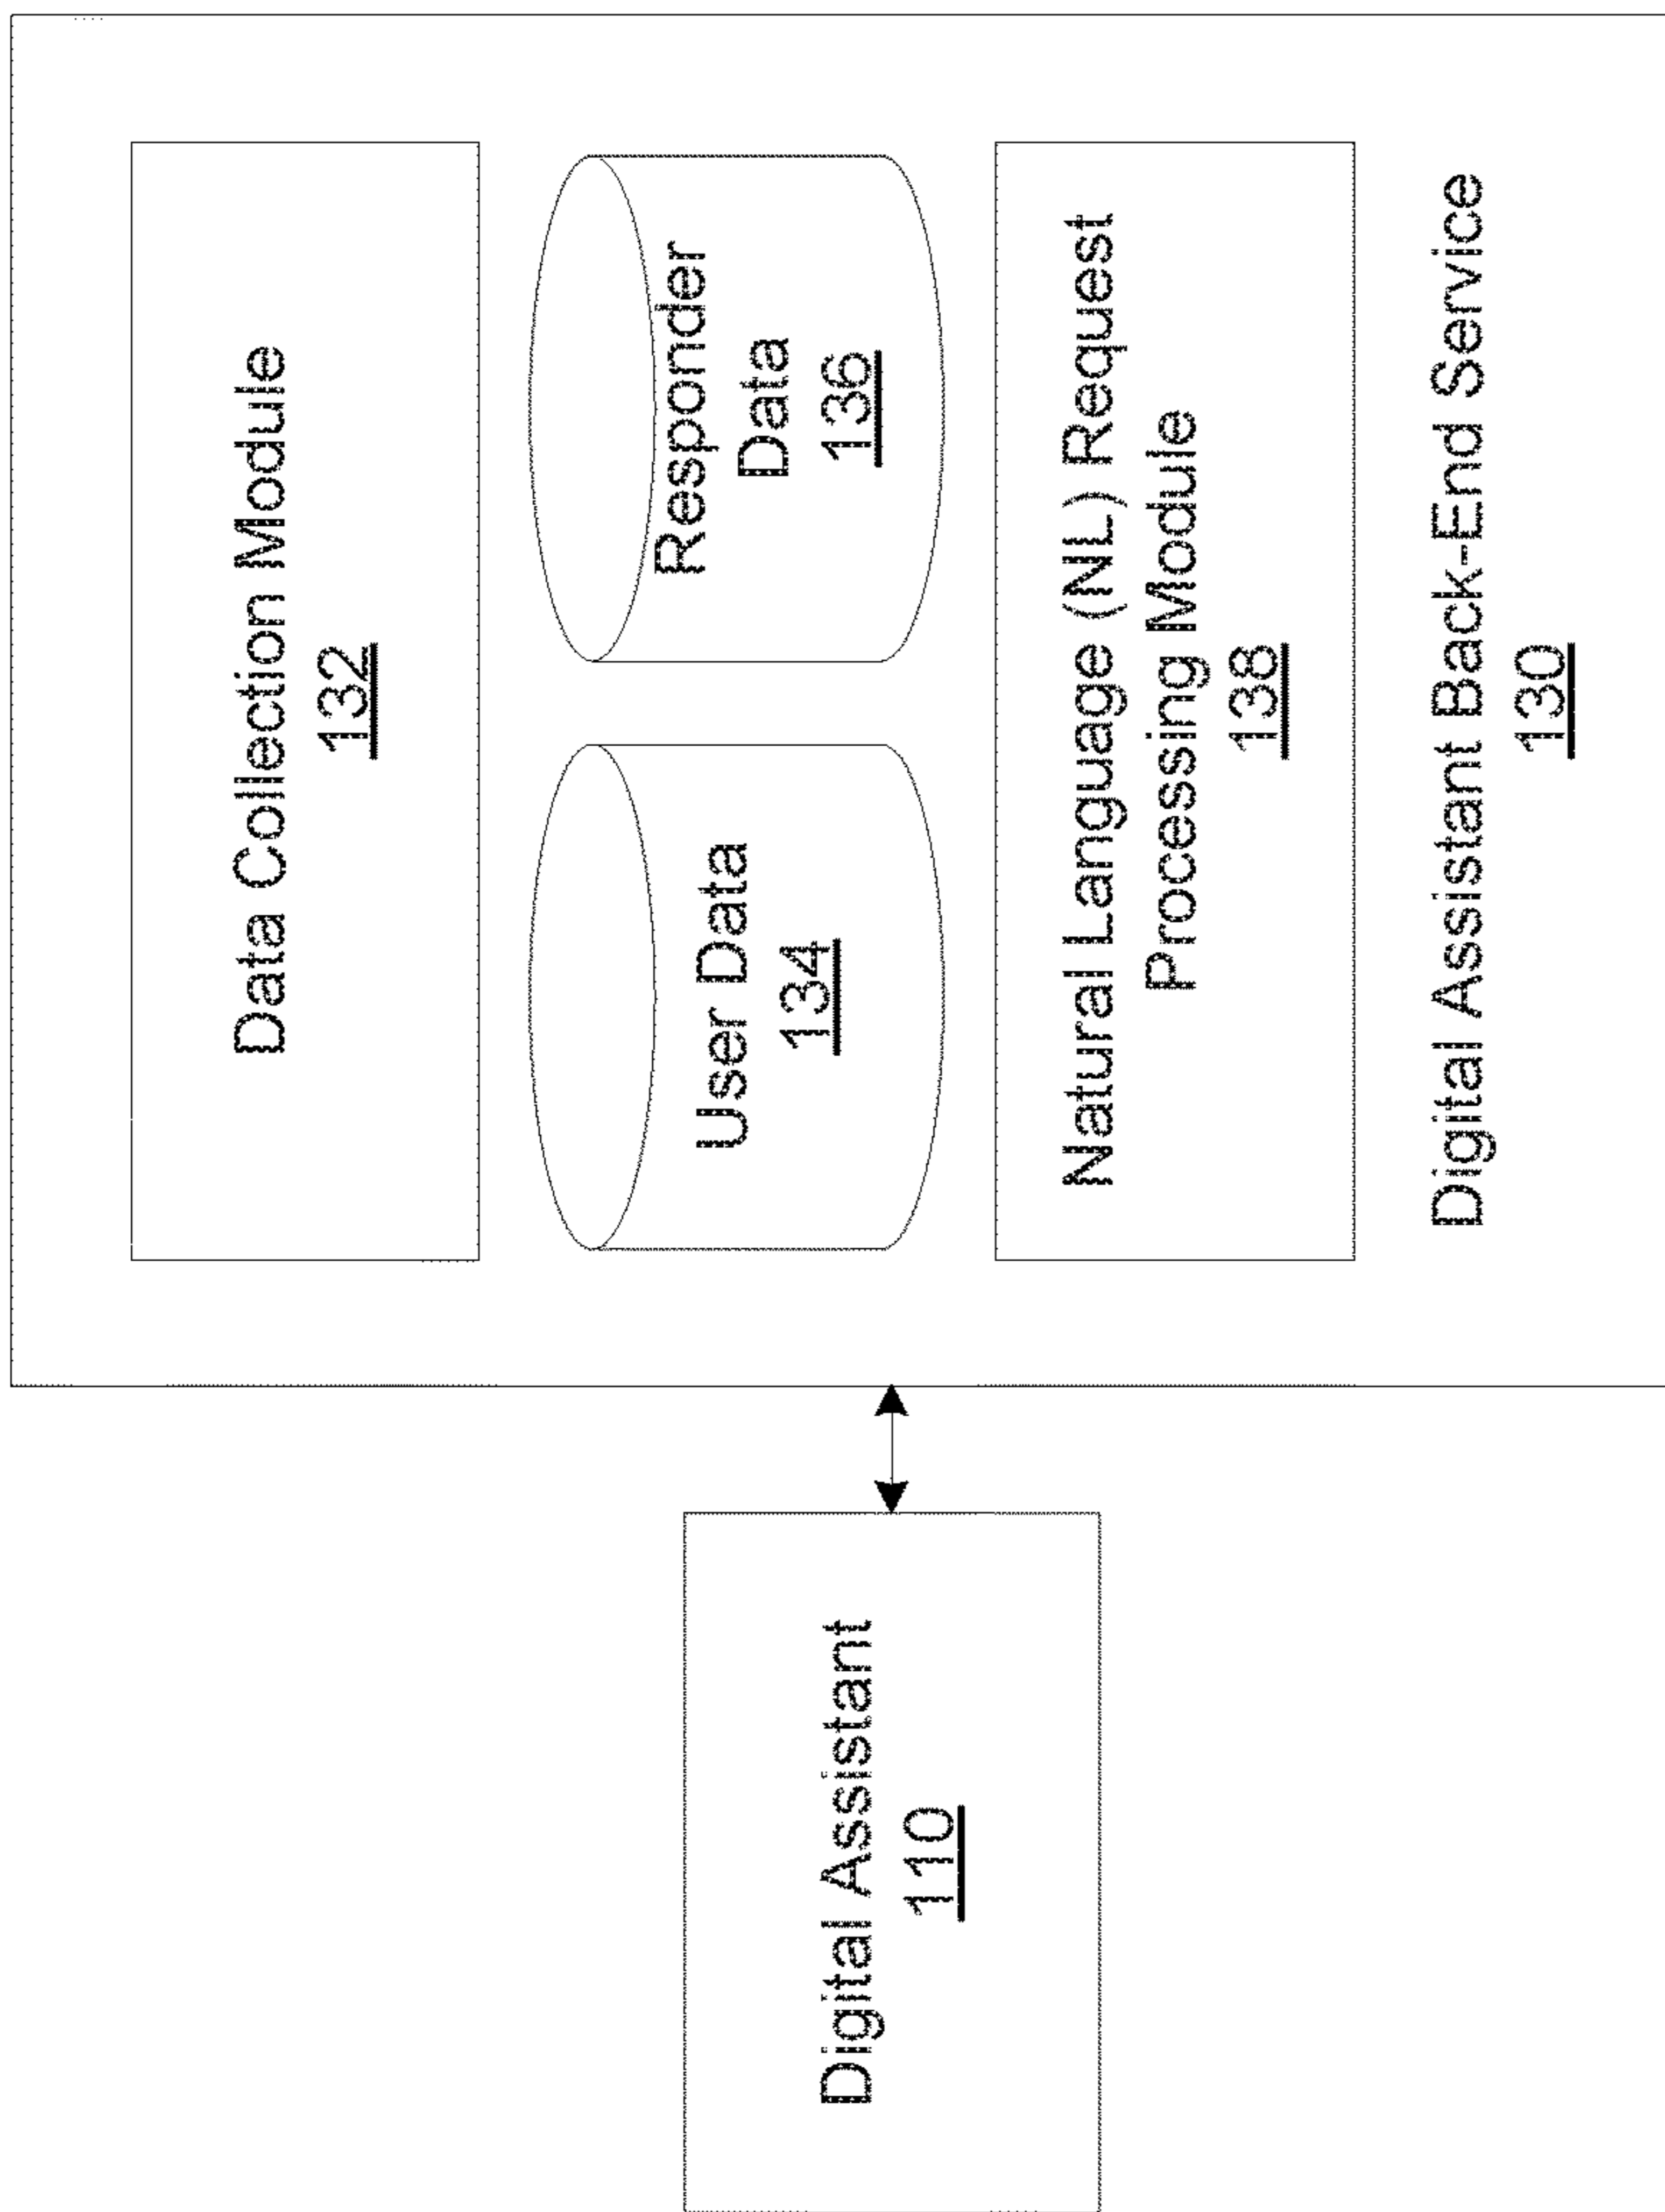 Digital Assistant
110
Data Collection Module
132
User Data
134
Responder
Data
136
Natural Language (NL) Request
Processing Module
138
Digital Assistant Back-End Service
130